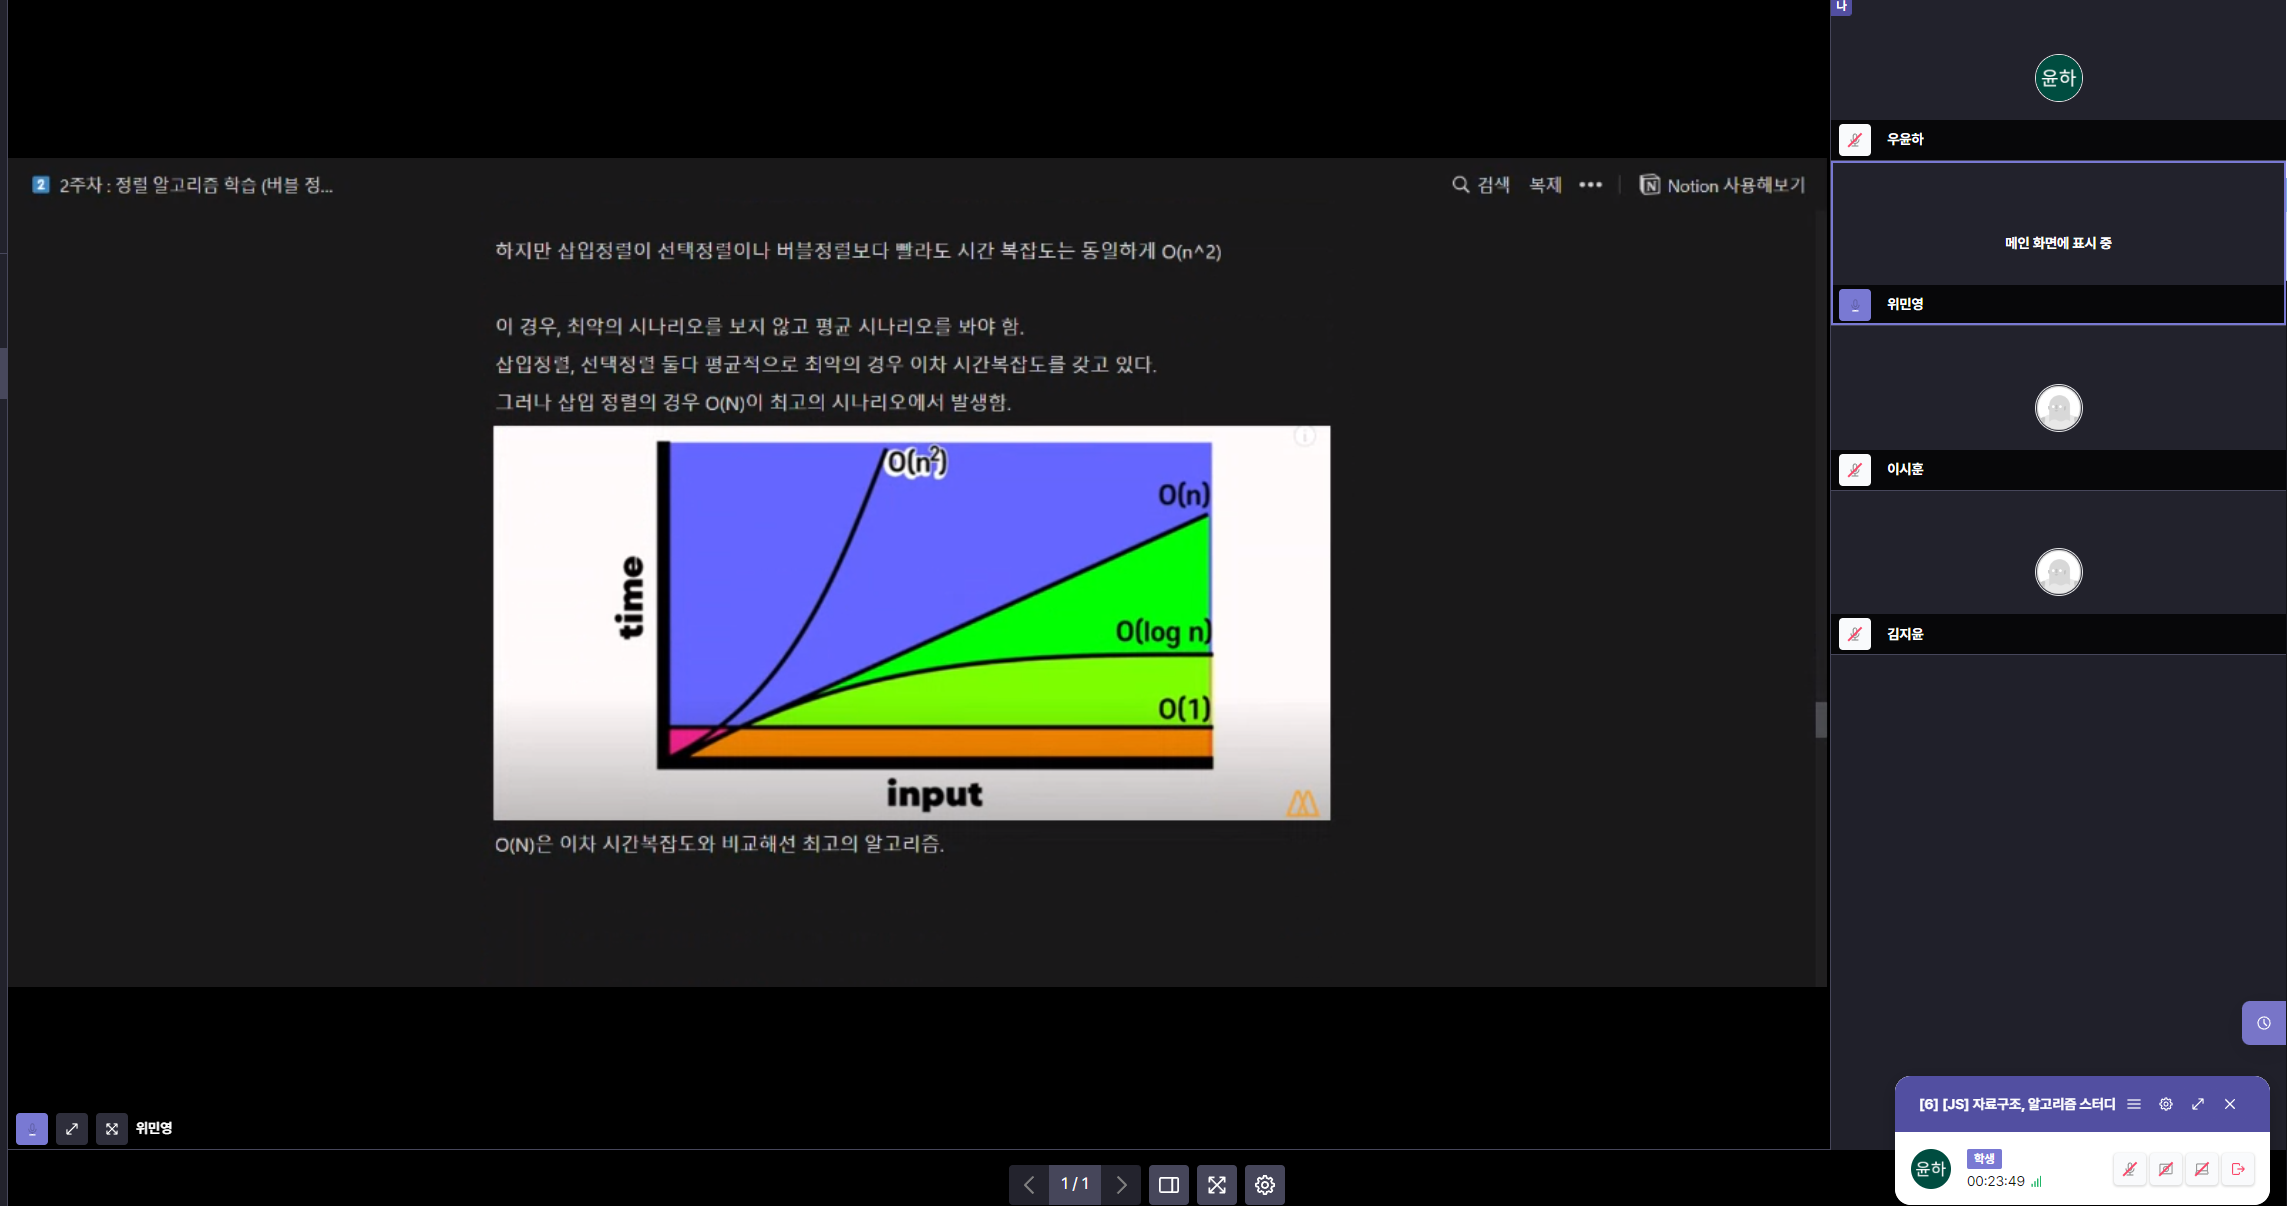 나
윤하
우윤하
2 2주차 : 정렬 알고리즘 학습 (버블 정...
검색 복제 ••• Notion 사용해보기
하지만 삽입정렬이 선택정렬이나 버블정렬보다 빨라도 시간 복잡도는 동일하게 O(n^2)
이 경우, 최악의 시나리오를 보지 않고 평균 시나리오를 봐야 함.
삽입정렬, 선택정렬 둘다 평균적으로 최악의 경우 이차 시간복잡도를 갖고 있다.
그러나 삽입 정렬의 경우 O(N)이 최고의 시나리오에서 발생함.
O(n²)
O(n)
O(log n)
O(1)
time
input
O(N)은 이차 시간복잡도와 비교해선 최고의 알고리즘.
메인 화면에 표시 중
위민영
이시훈
김지윤
위민영
1 / 1
[6] [JS] 자료구조, 알고리즘 스터디
윤하
학생
00:23:49